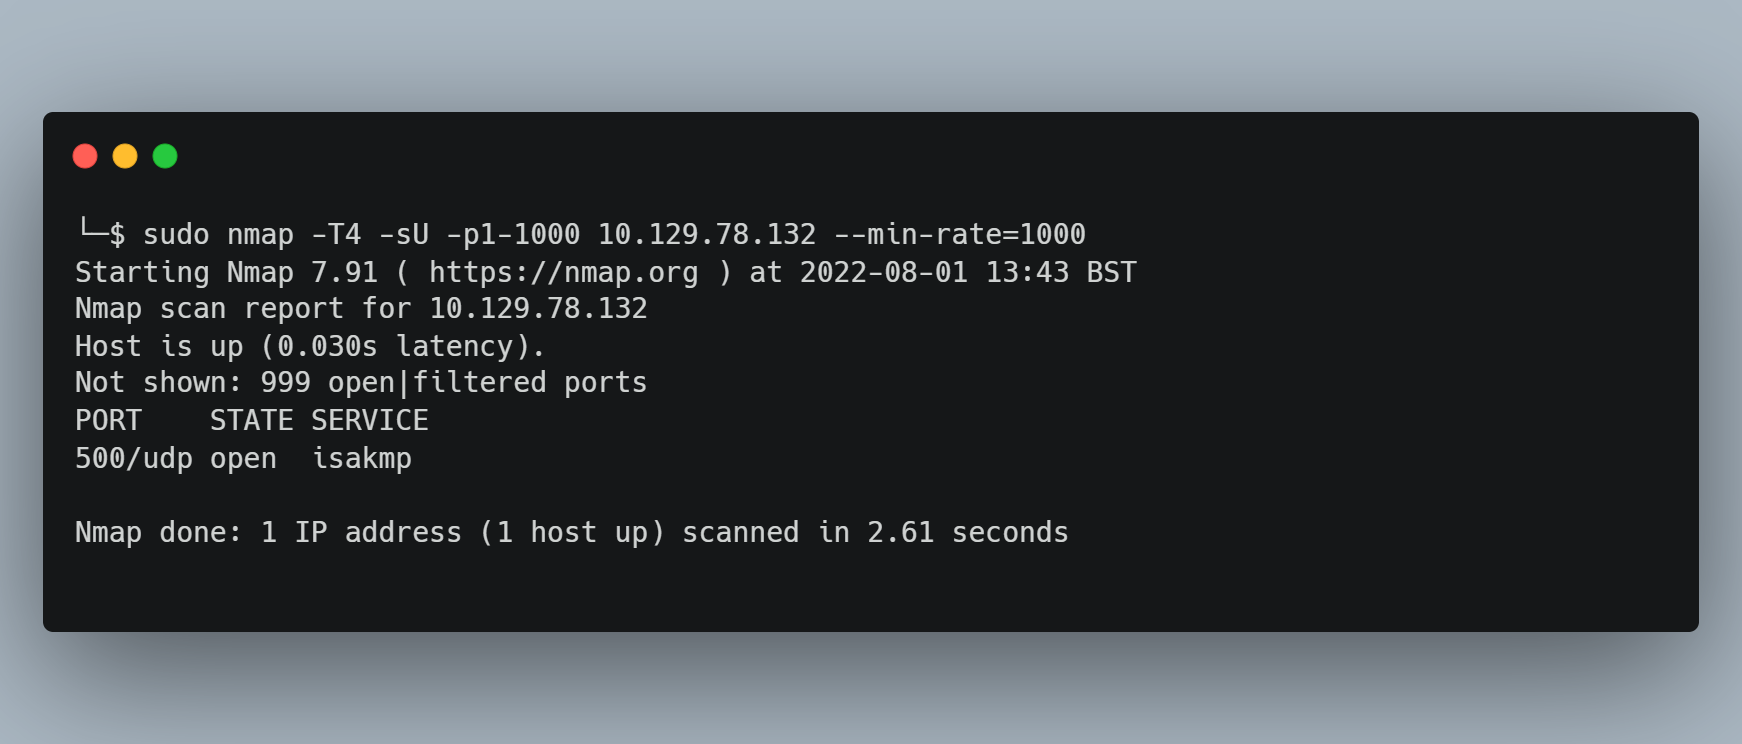 └─$ sudo nmap -T4 -sU -p1-1000 10.129.78.132 --min-rate=1000
Starting Nmap 7.91 ( https://nmap.org ) at 2022-08-01 13:43 BST
Nmap scan report for 10.129.78.132
Host is up (0.030s latency).
Not shown: 999 open|filtered ports
PORT    STATE SERVICE
500/udp open  isakmp
Nmap done: 1 IP address (1 host up) scanned in 2.61 seconds